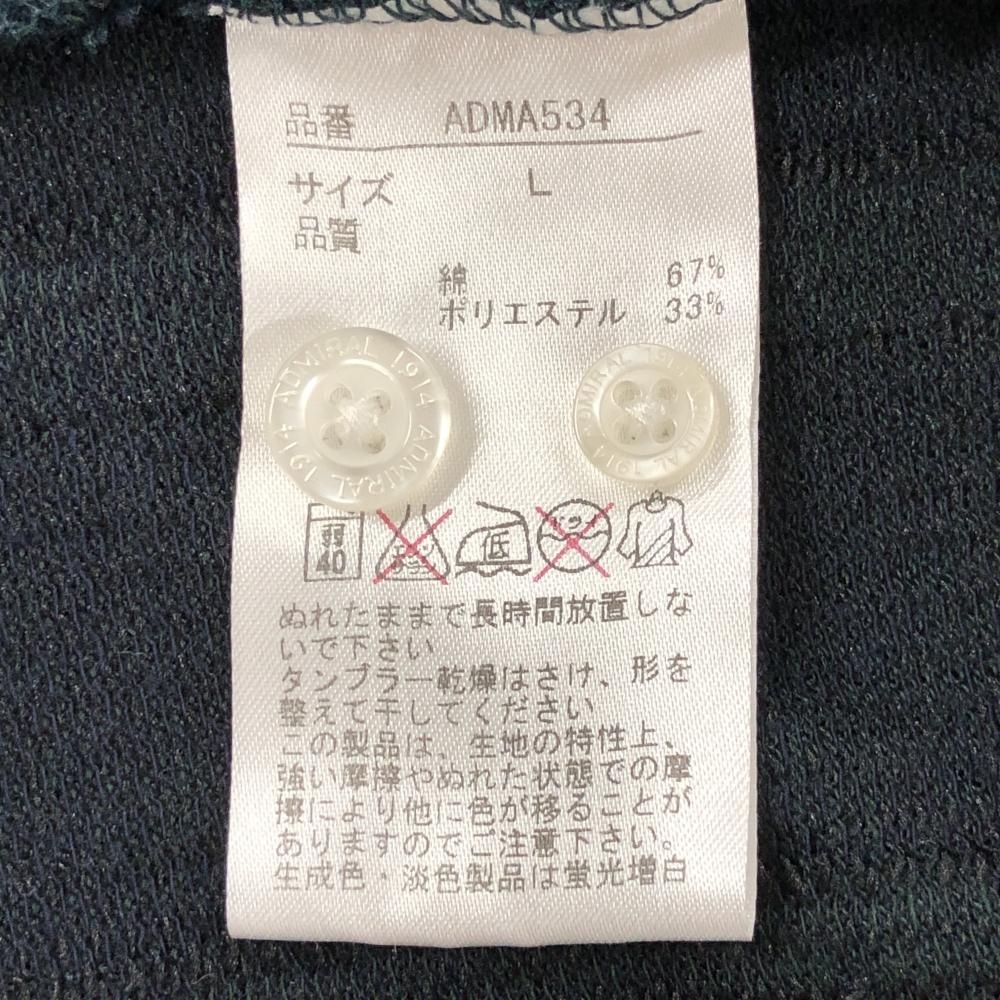 品番 ADMA534
サイズ L
品質
綿 67%
ポリエステル 33%
ADMIRAL 1914 ADMIRAL 1914
ADMIRAL 1914 ADMIRAL 1914
弱 40
低
ぬれたままで長時間放置しな
いで下さい
タンブラー乾燥はさけ、形を
整えて干してください
この製品は、生地の特性上、
強い摩擦やぬれた状態での摩
擦により他に色が移ることが
ありますのでご注意下さい。
生成色・淡色製品は蛍光増白